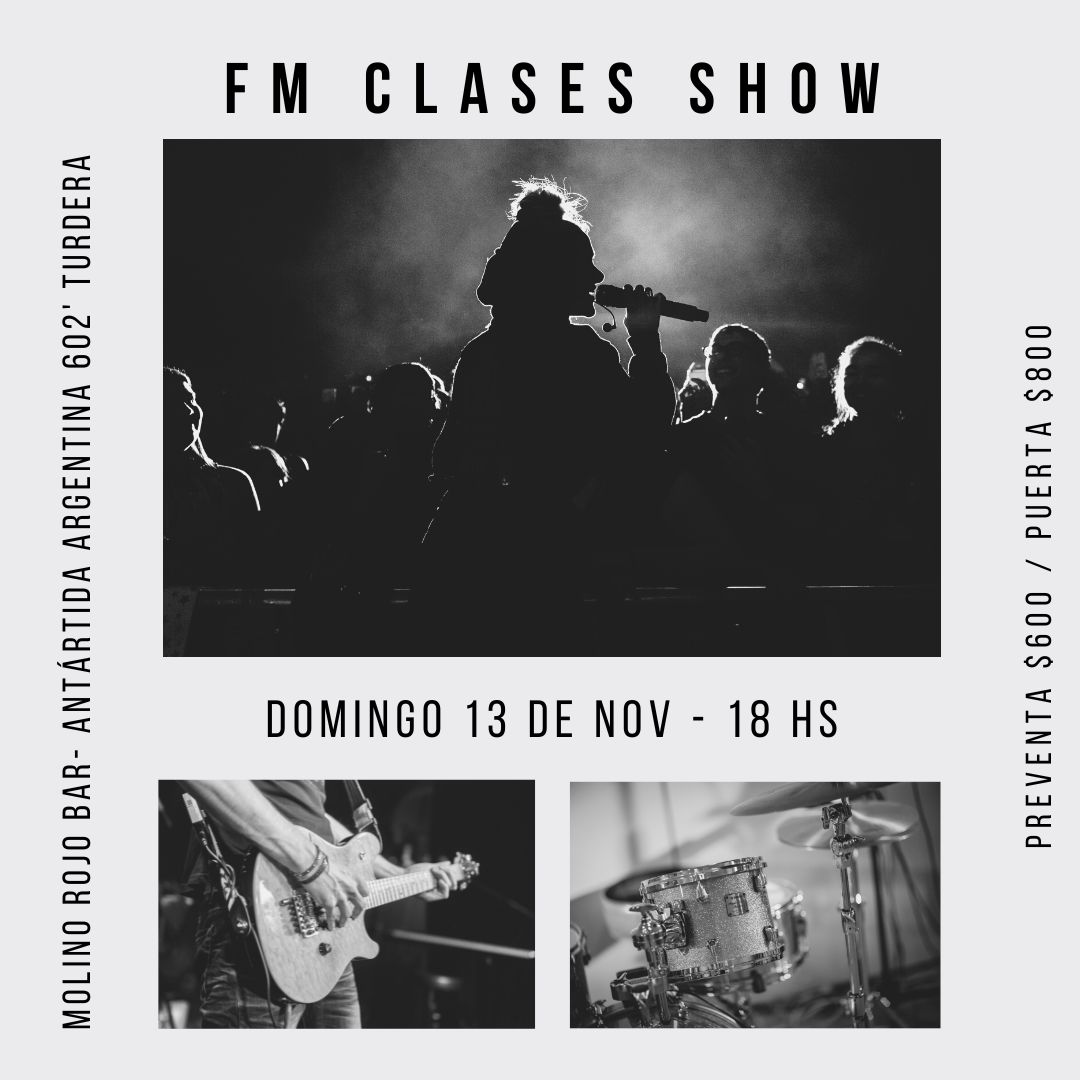 FM CLASES SHOW
MOLINO ROJO BAR- ANTÁRTIDA ARGENTINA 602' TURDERA
PREVENTA $600 / PUERTA $800
DOMINGO 13 DE NOV - 18 HS